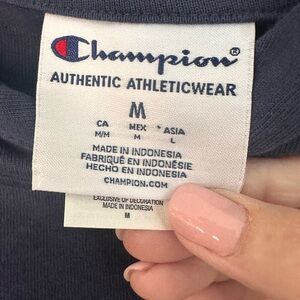 Champion®
AUTHENTIC ATHLETICWEAR
M
CA MEX ASIA
M/M M L
MADE IN INDONESIA
FABRIQUÉ EN INDONÉSIE
HECHO EN INDONESIA
CHAMPION.COM
EXCLUSIVE OF DECORATION
MADE IN INDONESIA
M